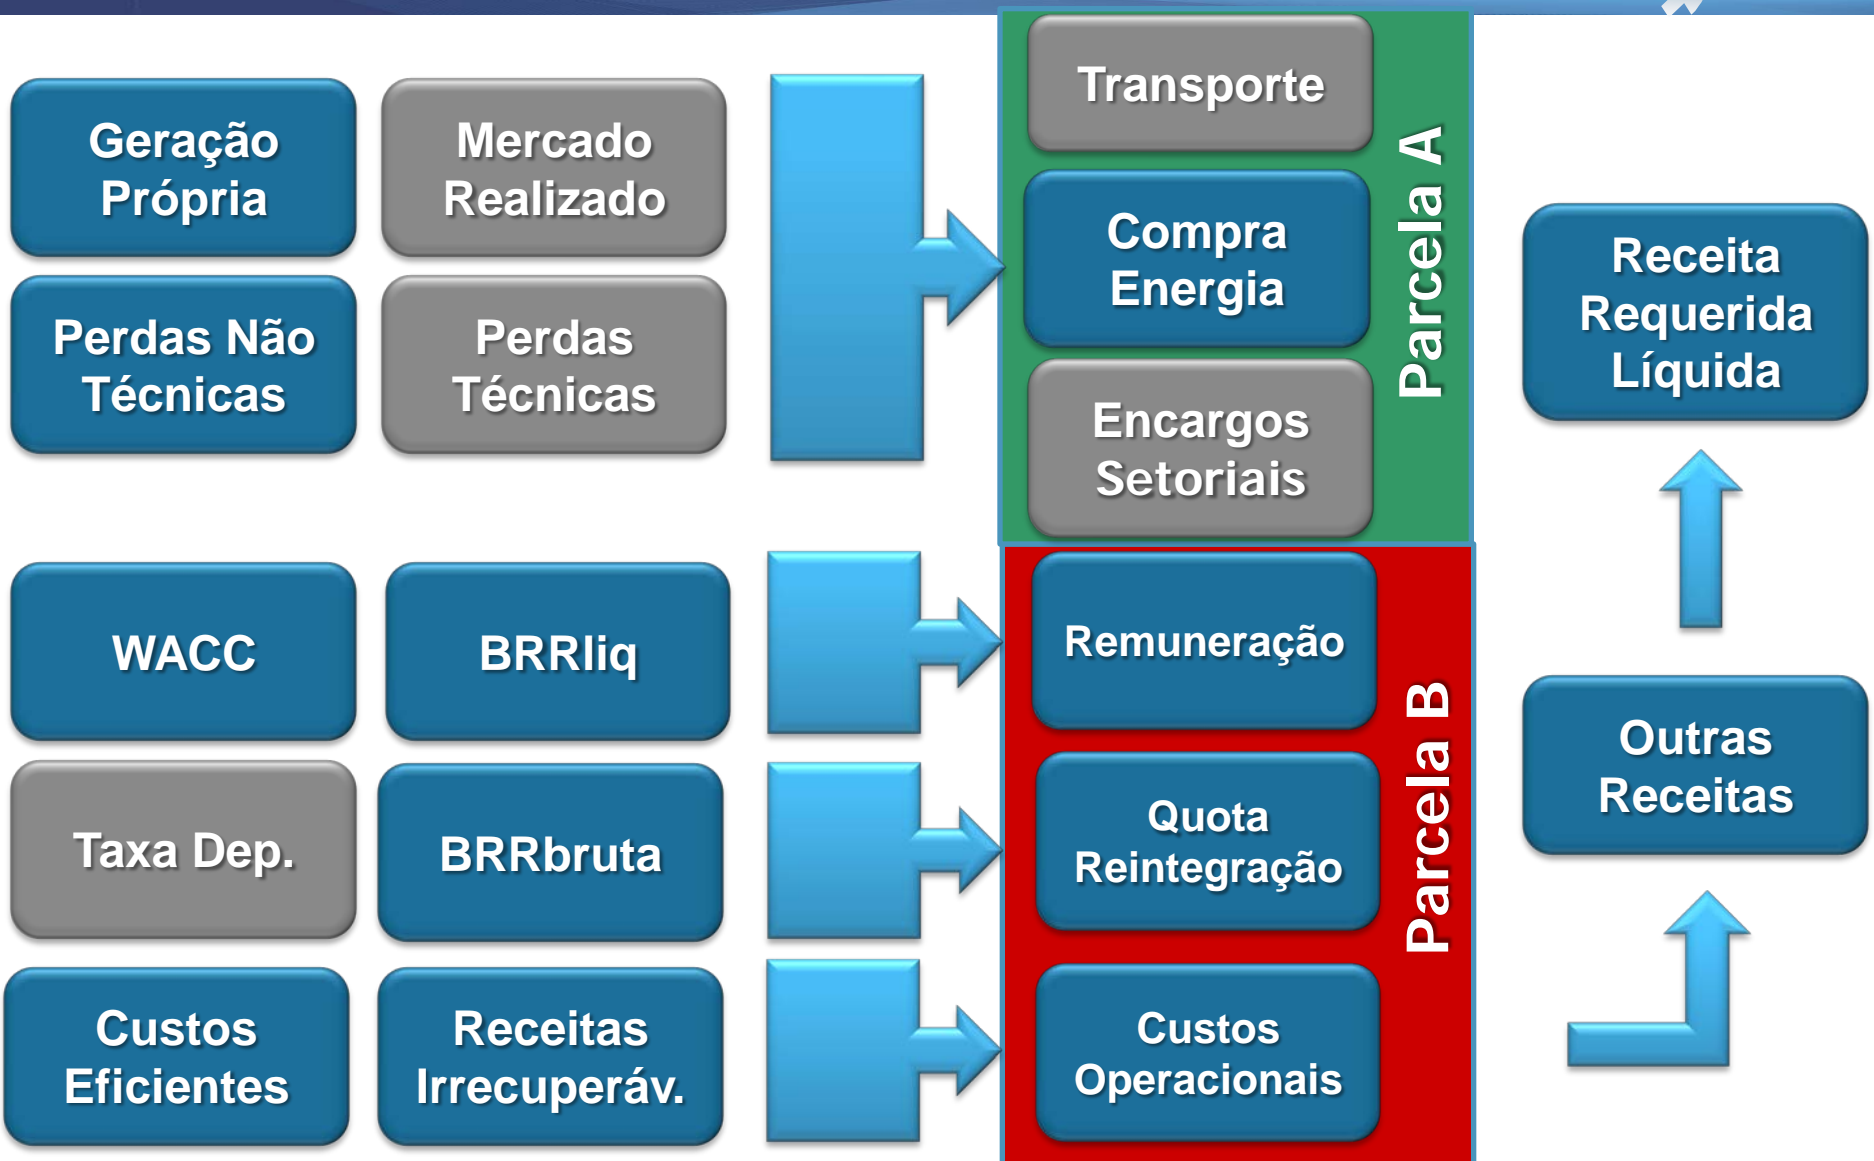 Geração
Própria
Mercado
Realizado
Perdas Não
Técnicas
Perdas
Técnicas
Transporte
Compra
Energia
Encargos
Setoriais
Parcela A
WACC
BRRliq
Taxa Dep.
BRRbruta
Custos
Eficientes
Receitas
Irrecuperáv.
Remuneração
Quota
Reintegração
Custos
Operacionais
Parcela B
Receita
Requerida
Líquida
Outras
Receitas